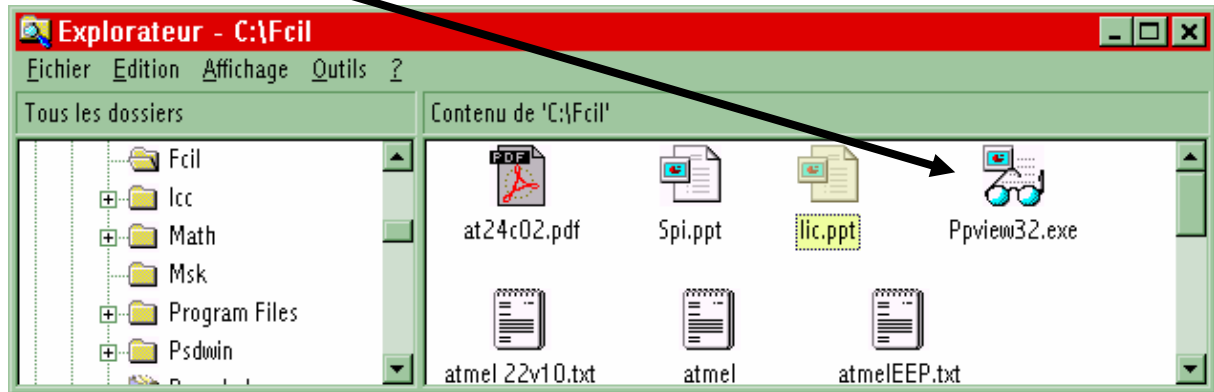 Explorateur - C:\Fcil
Fichier Edition Affichage Outils ?
Tous les dossiers
Contenu de 'C:\Fcil'
Fcil
Icc
Math
Msk
Program Files
Psdwin
PDF
at24c02.pdf
Spi.ppt
lic.ppt
Ppview32.exe
atmel 22v10.txt
atmel
atmelEEP.txt